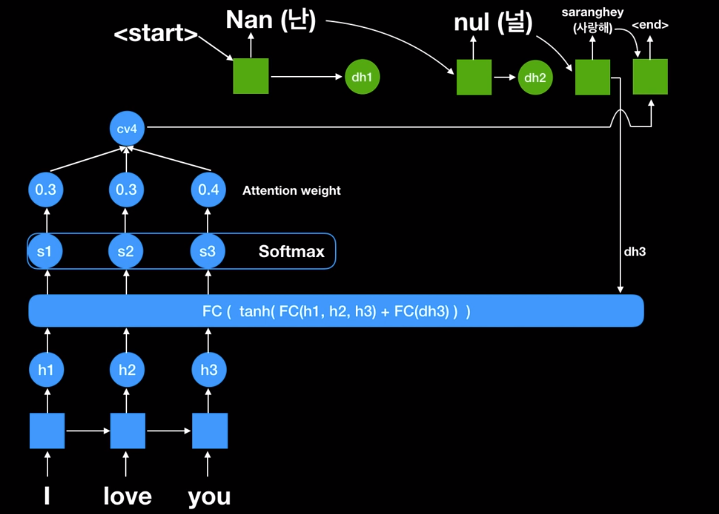 <start>
Nan (난)
nul (널)
saranghey
(사랑해)
<end>
dh1
dh2
cv4
0.3
0.3
0.4
Attention weight
s1
s2
s3
Softmax
dh3
FC ( tanh( FC(h1, h2, h3) + FC(dh3) ) )
h1
h2
h3
I
love
you